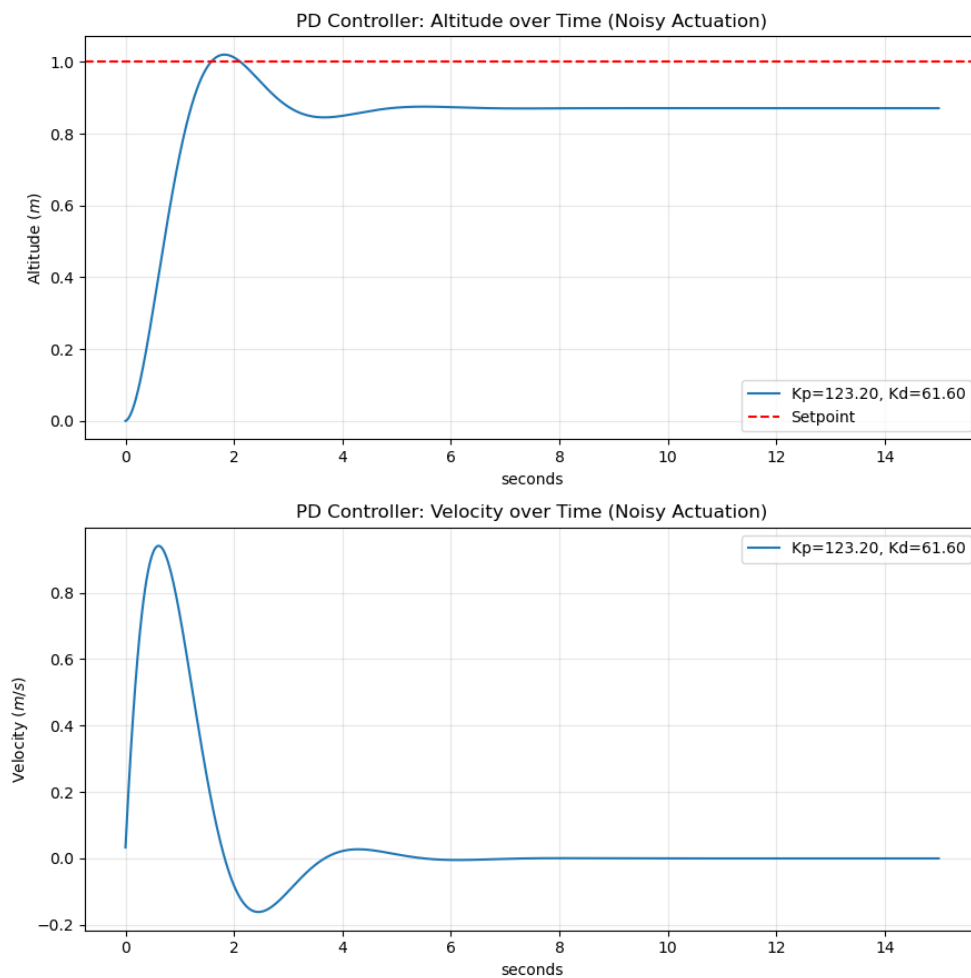 PD Controller: Altitude over Time (Noisy Actuation)
Altitude (m)
1.0
0.8
0.6
0.4
0.2
0.0
Kp=123.20, Kd=61.60
Setpoint
0 2 4 6 8 10 12 14
seconds
PD Controller: Velocity over Time (Noisy Actuation)
Velocity (m/s)
Kp=123.20, Kd=61.60
0.8
0.6
0.4
0.2
0.0
−0.2
0 2 4 6 8 10 12 14
seconds